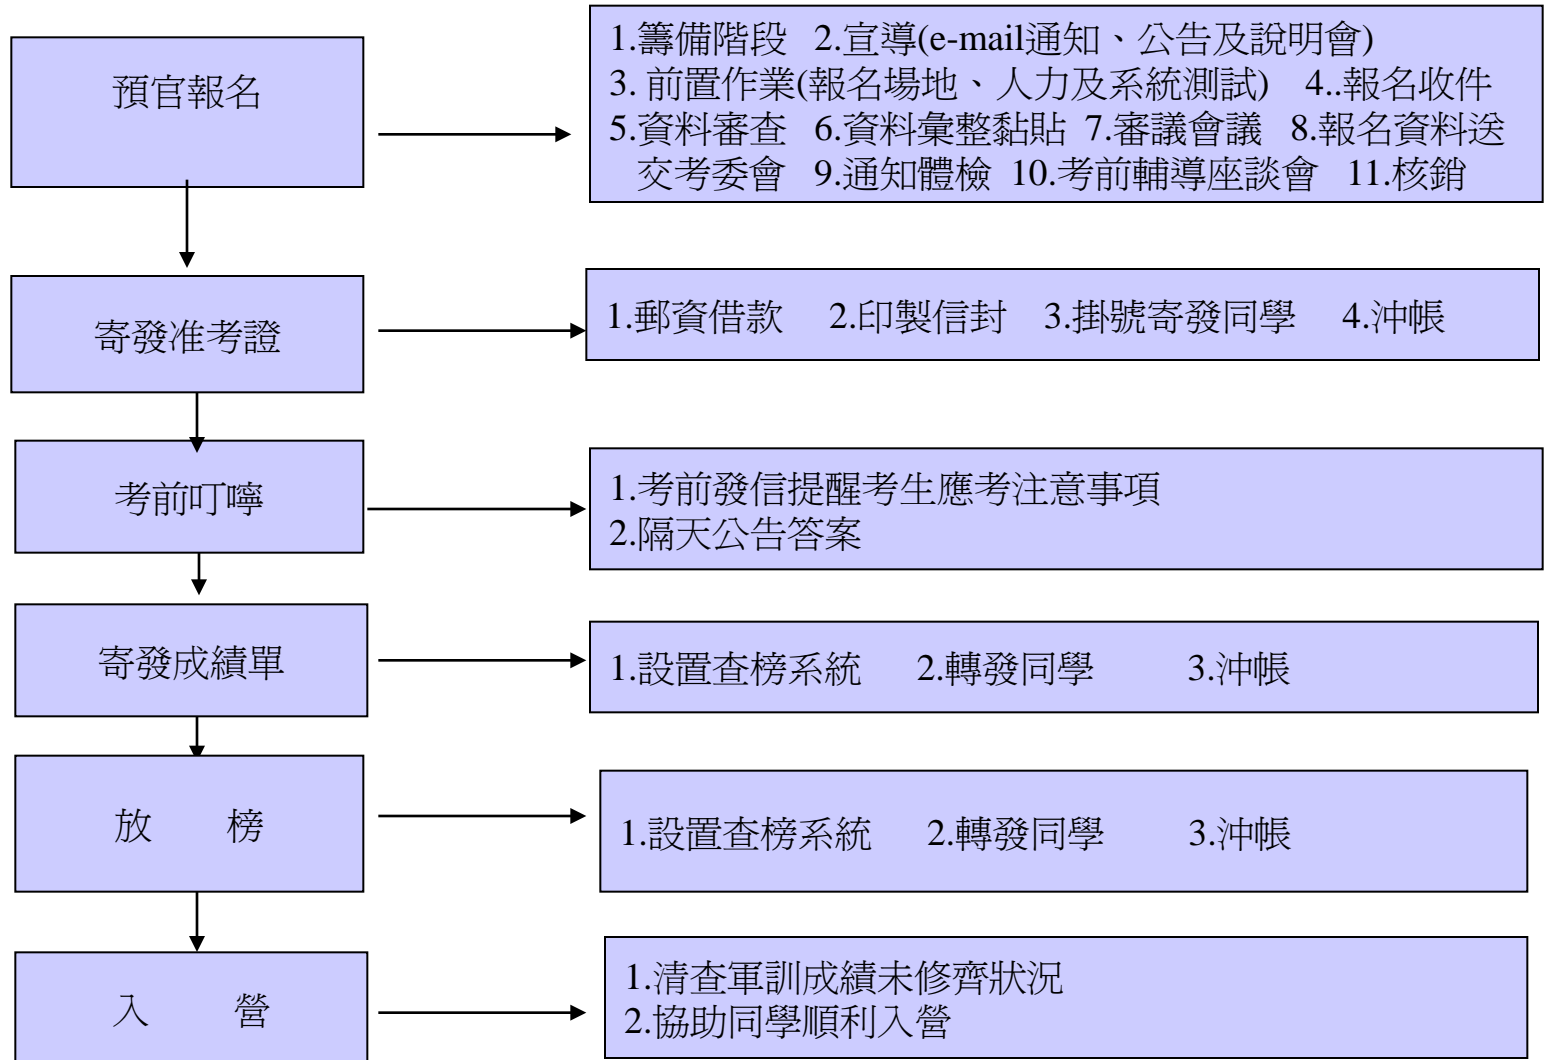 預官報名
1.籌備階段 2.宣導(e-mail通知、公告及說明會)
3. 前置作業(報名場地、人力及系統測試) 4..報名收件
5.資料審查 6.資料彙整黏貼 7.審議會議 8.報名資料送
交考委會 9.通知體檢 10.考前輔導座談會 11.核銷
寄發准考證
1.郵資借款 2.印製信封 3.掛號寄發同學 4.沖帳
考前叮嚀
1.考前發信提醒考生應考注意事項
2.隔天公告答案
寄發成績單
1.設置查榜系統 2.轉發同學 3.沖帳
放 榜
1.設置查榜系統 2.轉發同學 3.沖帳
入 營
1.清查軍訓成績未修齊狀況
2.協助同學順利入營